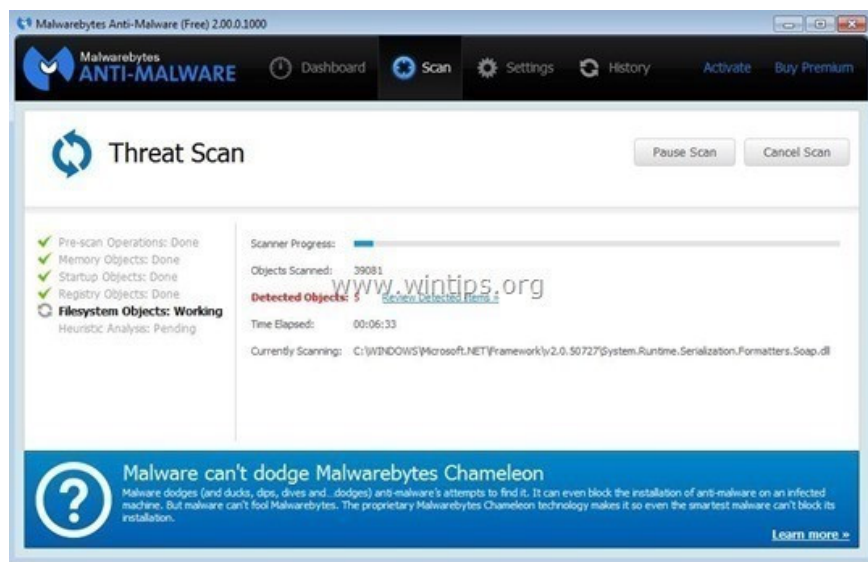 Malwarebytes Anti-Malware (Free) 2.00.0.1000
Malwarebytes
ANTI-MALWARE
Dashboard
Scan
Settings
History
Activate
Buy Premium
Threat Scan
Pause Scan
Cancel Scan
Pre-scan Operations: Done
Memory Objects: Done
Startup Objects: Done
Registry Objects: Done
Filesystem Objects: Working
Heuristic Analysis: Pending
Scanner Progress:
Objects Scanned: 39081
www.wintips.org
Detected Objects: 5 Review Detected Items »
Time Elapsed: 00:06:33
Currently Scanning: C:\WINDOWS\Microsoft.NET\Framework\v2.0.50727\System.Runtime.Serialization.Formatters.Soap.dll
?
Malware can't dodge Malwarebytes Chameleon
Malware dodges (and ducks, dips, dives and...dodges) anti-malware's attempts to find it. It can even block the installation of anti-malware on an infected
machine. But malware can't fool Malwarebytes. The proprietary Malwarebytes Chameleon technology makes it so even the smartest malware can't block its
installation.
Learn more »